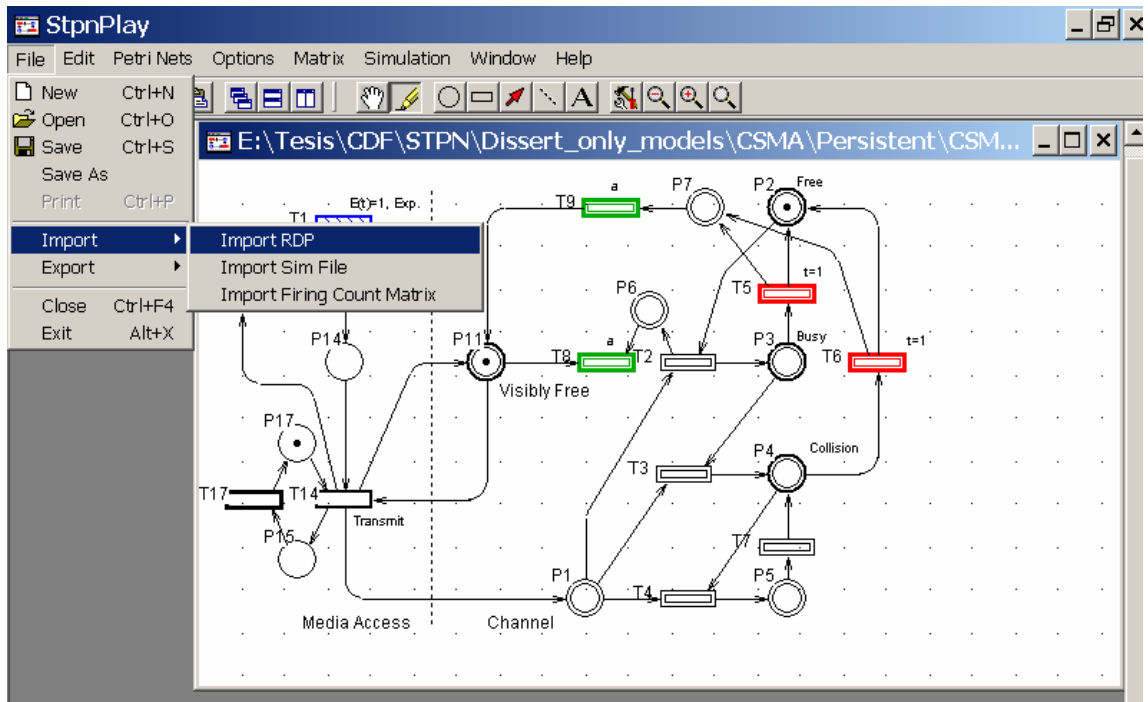 StpnPlay
File Edit Petri Nets Options Matrix Simulation Window Help
New Ctrl+N
Open Ctrl+O
Save Ctrl+S
Save As
Print Ctrl+P
Import
Export
Close Ctrl+F4
Exit Alt+X
Import RDP
Import Sim File
Import Firing Count Matrix
A
E:\Tesis\CDF\STPN\Dissert_only_models\CSMA\Persistent\CSM...
P7
P2
Free
a
T9
E(t)=1, Exp.
T1
t=1
T5
P6
P3
Busy
t=1
P14
P11
a
T8
T2
T6
Visibly Free
P17
P4
Collision
T3
T17
T14
Transmit
P15
T7
P1
T4
P5
Media Access
Channel